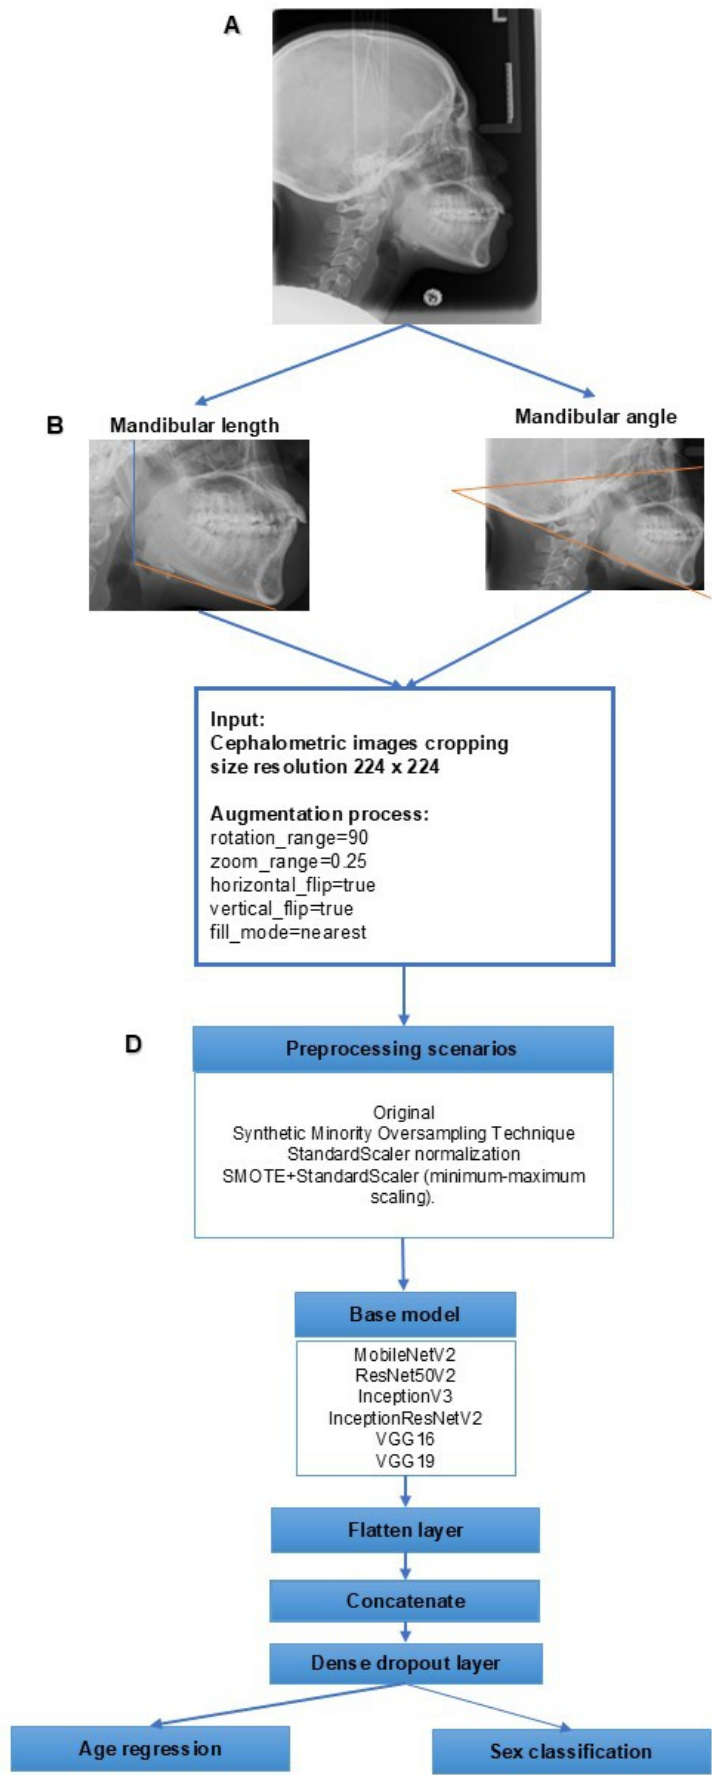 A
L
B
Mandibular length
Mandibular angle
Input:
Cephalometric images cropping
size resolution 224 x 224
Augmentation process:
rotation_range=90
zoom_range=0.25
horizontal_flip=true
vertical_flip=true
fill_mode=nearest
D
Preprocessing scenarios
Original
Synthetic Minority Oversampling Technique
StandardScaler normalization
SMOTE+StandardScaler (minimum-maximum
scaling).
Base model
MobileNetV2
ResNet50V2
InceptionV3
InceptionResNetV2
VGG16
VGG19
Flatten layer
Concatenate
Dense dropout layer
Age regression
Sex classification